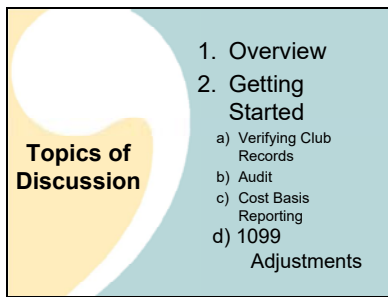 Topics of
Discussion
1. Overview
2. Getting
Started
a) Verifying Club
Records
b) Audit
c) Cost Basis
Reporting
d) 1099
Adjustments